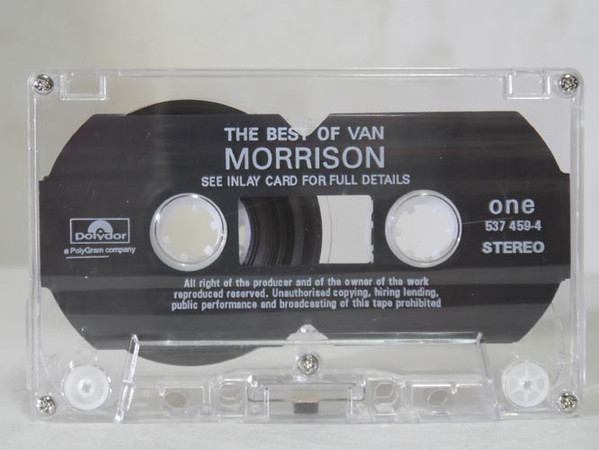 THE BEST OF VAN
MORRISON
SEE INLAY CARD FOR FULL DETAILS
one
537 459-4
STEREO
Polydor
a PolyGram company
All right of the producer and of the owner of the work
reproduced reserved. Unauthorised copying, hiring lending,
public performance and broadcasting of this tape prohibited